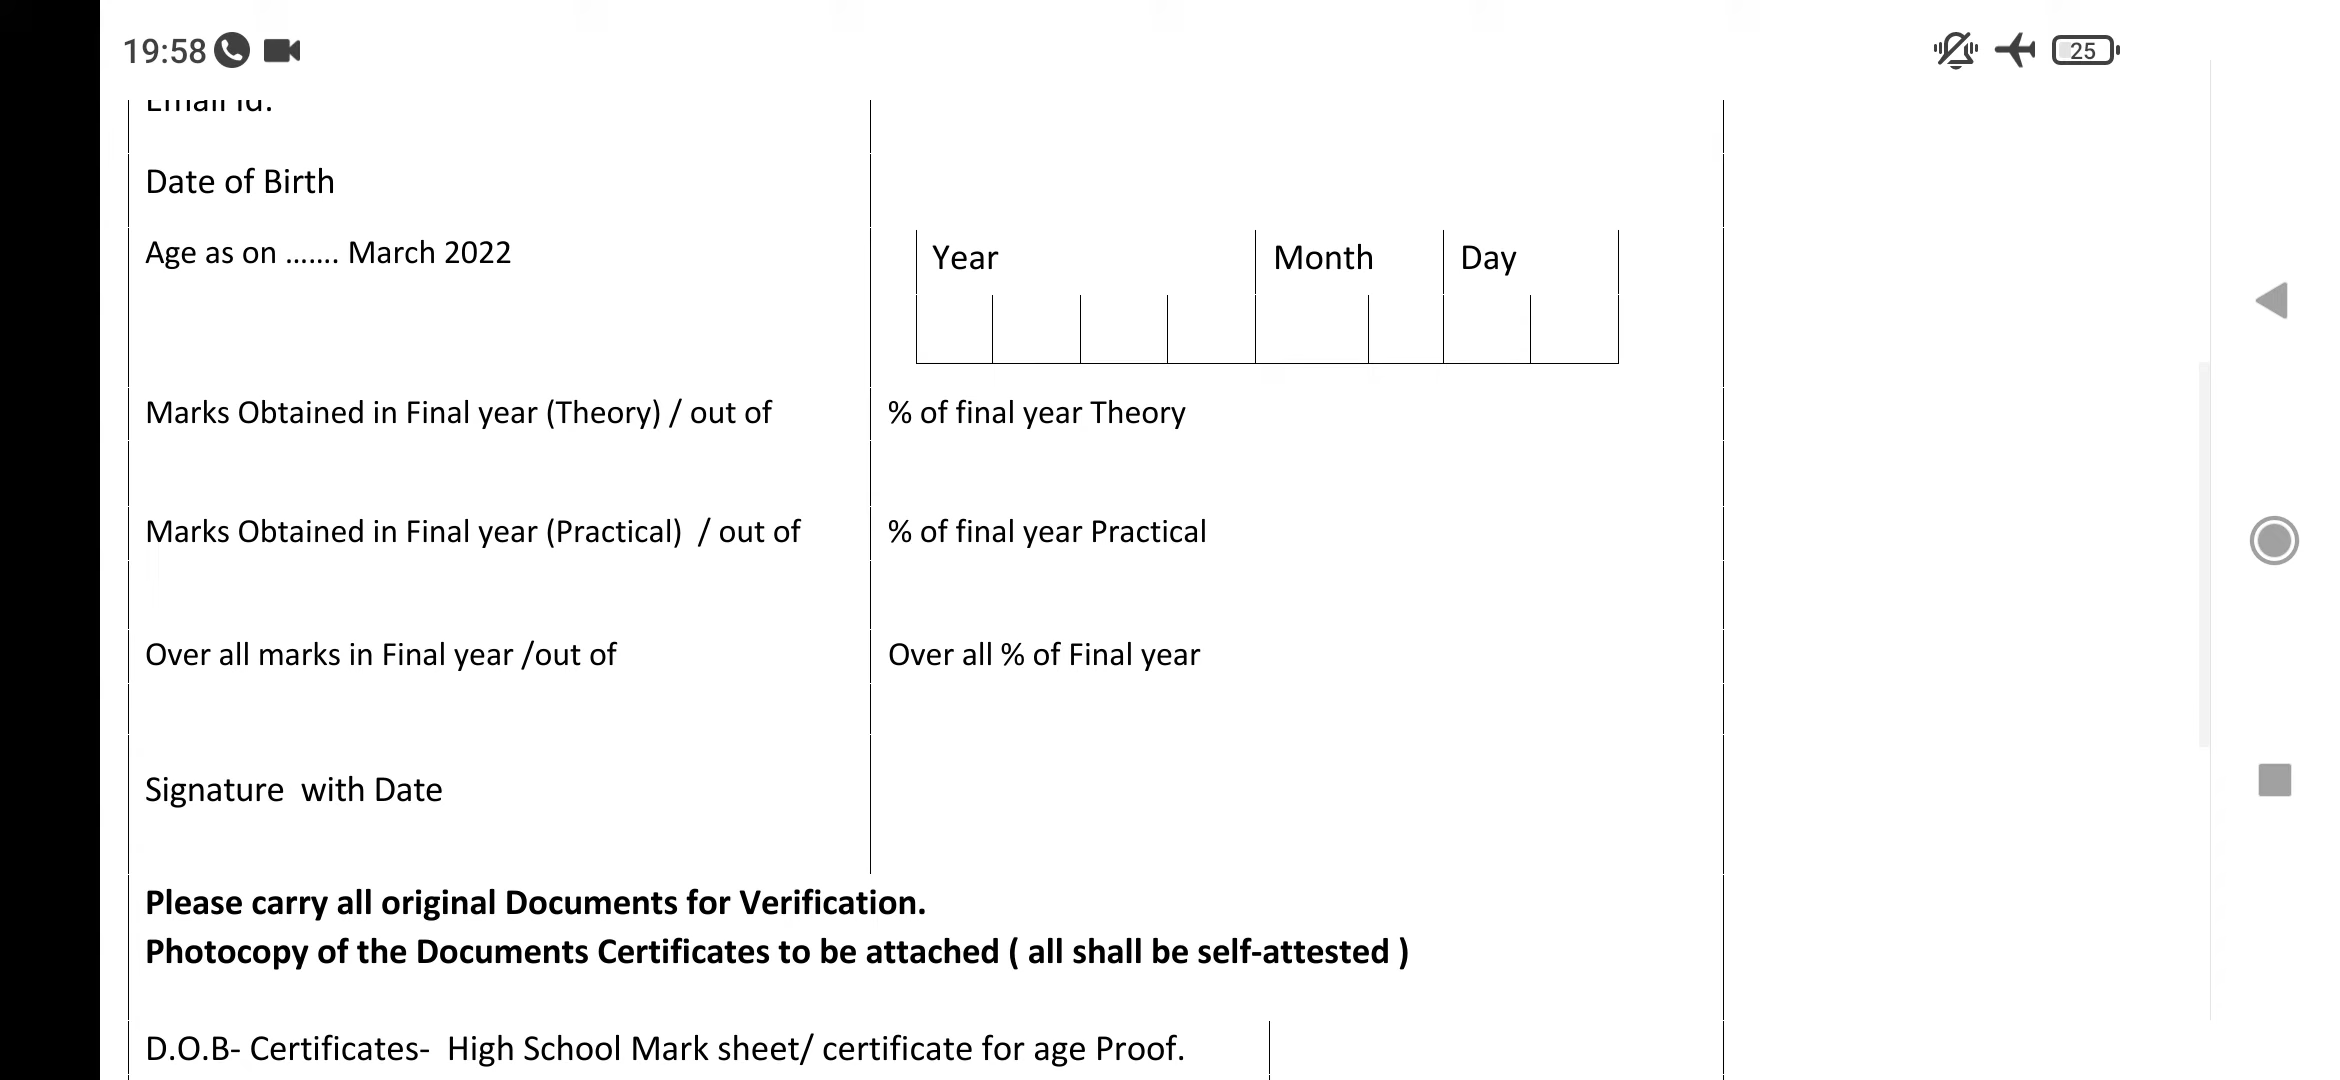 19:58
25
Email id:
Date of Birth
Age as on ....... March 2022
Year Month Day
Marks Obtained in Final year (Theory) / out of % of final year Theory
Marks Obtained in Final year (Practical) / out of % of final year Practical
Over all marks in Final year /out of Over all % of Final year
Signature with Date
Please carry all original Documents for Verification.
Photocopy of the Documents Certificates to be attached ( all shall be self-attested )
D.O.B- Certificates- High School Mark sheet/ certificate for age Proof.